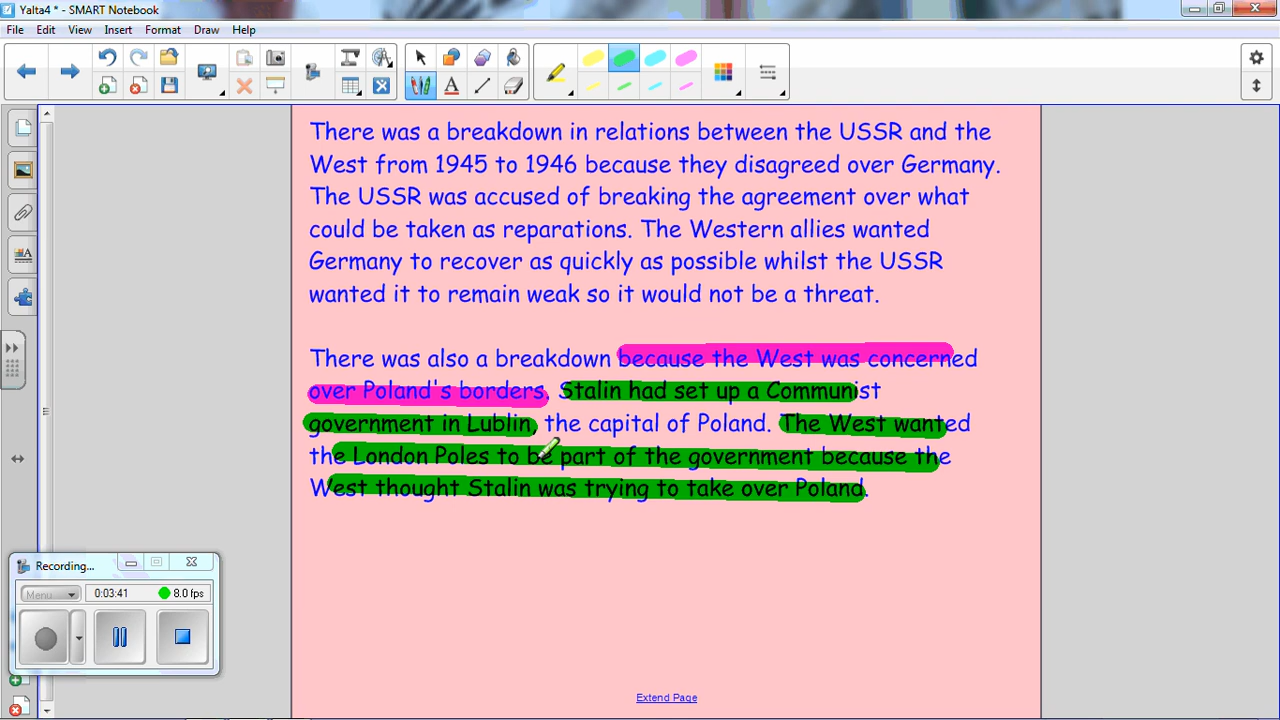 Yalta4 * - SMART Notebook
File Edit View Insert Format Draw Help
There was a breakdown in relations between the USSR and the
West from 1945 to 1946 because they disagreed over Germany.
The USSR was accused of breaking the agreement over what
could be taken as reparations. The Western allies wanted
Germany to recover as quickly as possible whilst the USSR
wanted it to remain weak so it would not be a threat.
There was also a breakdown because the West was concerned
over Poland's borders. Stalin had set up a Communist
government in Lublin, the capital of Poland. The West wanted
the London Poles to be part of the government because the
West thought Stalin was trying to take over Poland.
Recording...
Menu 0:03:41 8.0 fps
Extend Page